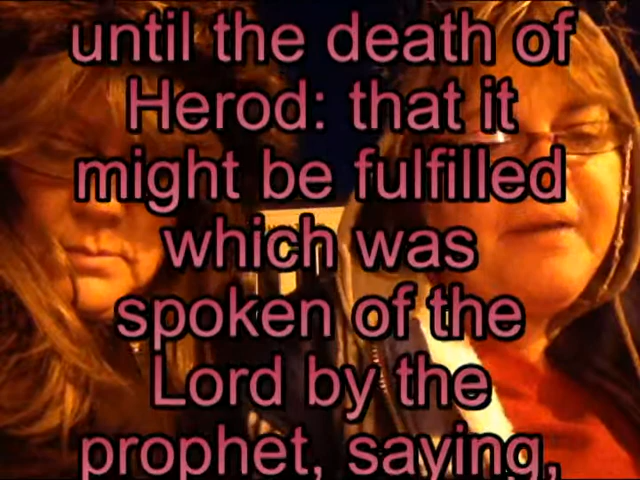 until the death of
Herod: that it
might be fulfilled
which was
spoken of the
Lord by the
prophet, saying,